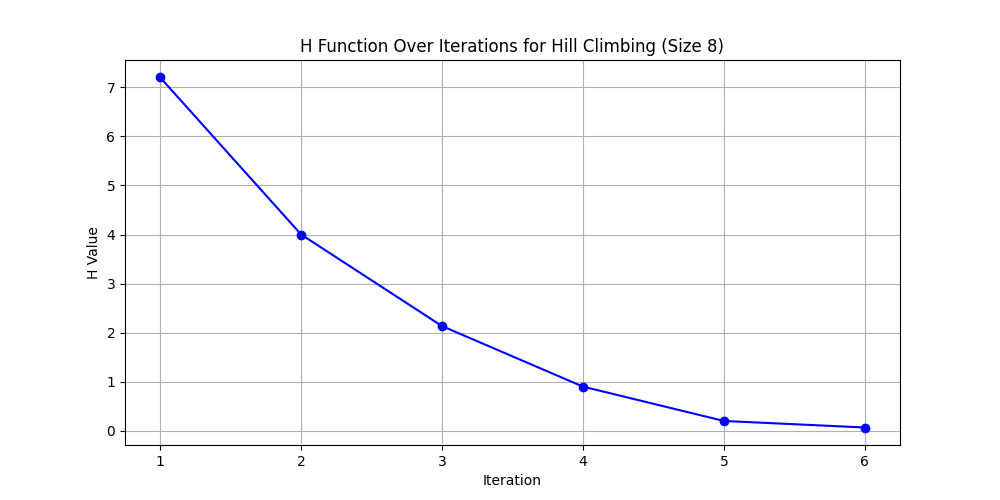 H Function Over Iterations for Hill Climbing (Size 8)
H Value
7
6
5
4
3
2
1
0
1 2 3 4 5 6
Iteration